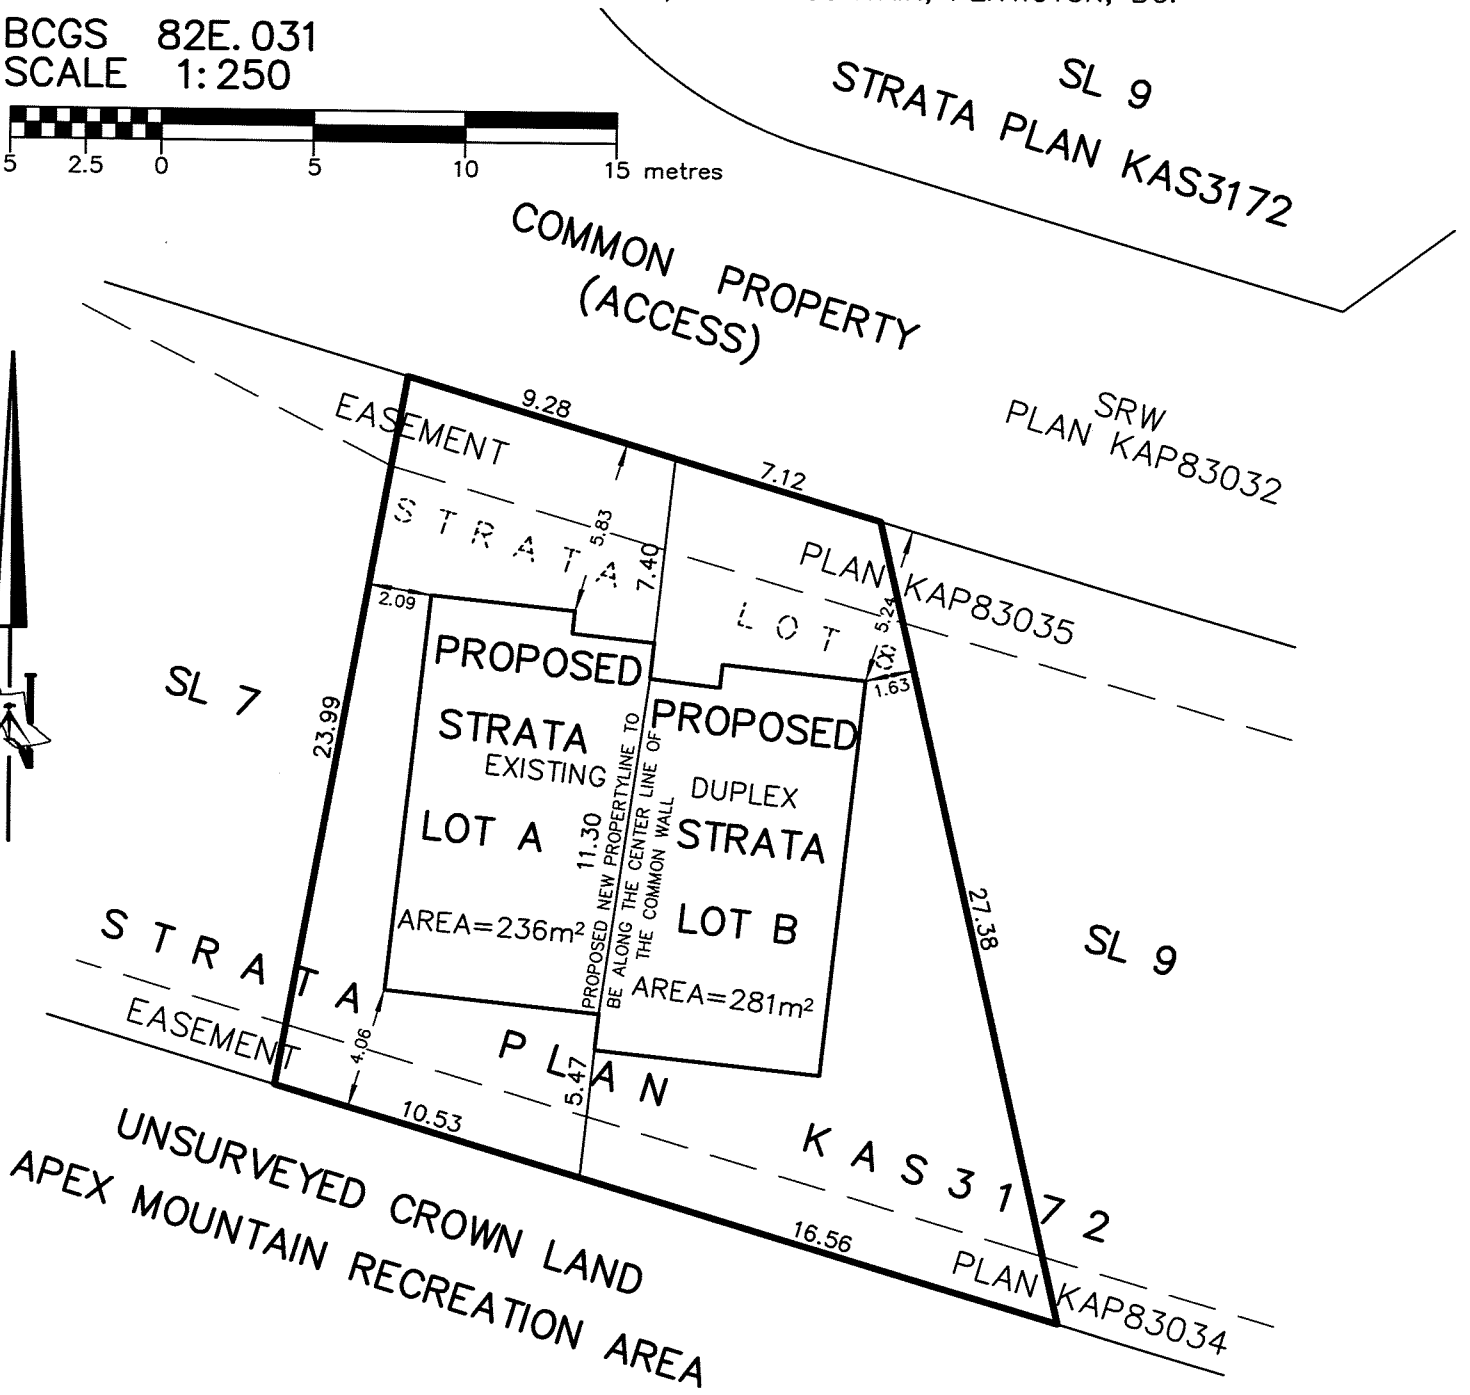 BCGS 82E.031
SCALE 1:250
5 2.5 0 5 10 15 metres
SL 9
STRATA PLAN KAS3172
COMMON PROPERTY
(ACCESS)
SRW
PLAN KAP83032
9.28
7.12
EASEMENT
PLAN KAP83035
STRATA LOT 8
5.83
7.40
5.24
2.09
1.63
SL 7
23.99
PROPOSED
STRATA
EXISTING
LOT A
AREA=236m²
11.30
PROPOSED NEW PROPERTYLINE TO
BE ALONG THE CENTER LINE OF
THE COMMON WALL
PROPOSED
DUPLEX
STRATA
LOT B
AREA=281m²
27.38
SL 9
STRATA PLAN KAS3172
EASEMENT
PLAN KAP83034
4.06
5.47
10.53
16.56
UNSURVEYED CROWN LAND
APEX MOUNTAIN RECREATION AREA